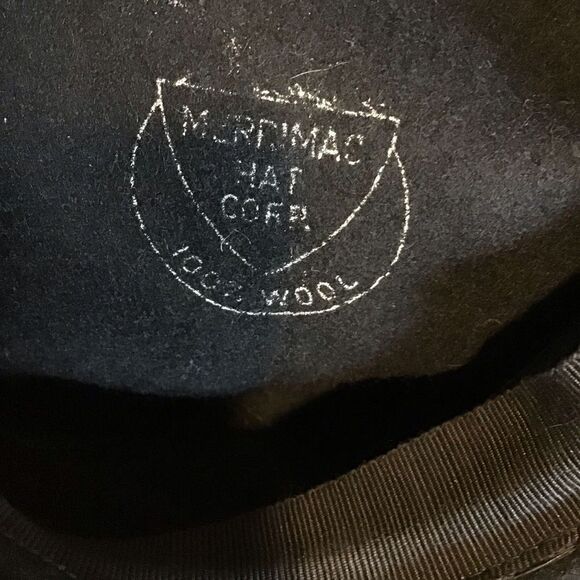 MERRIMAC
HAT
CORP.
100% WOOL